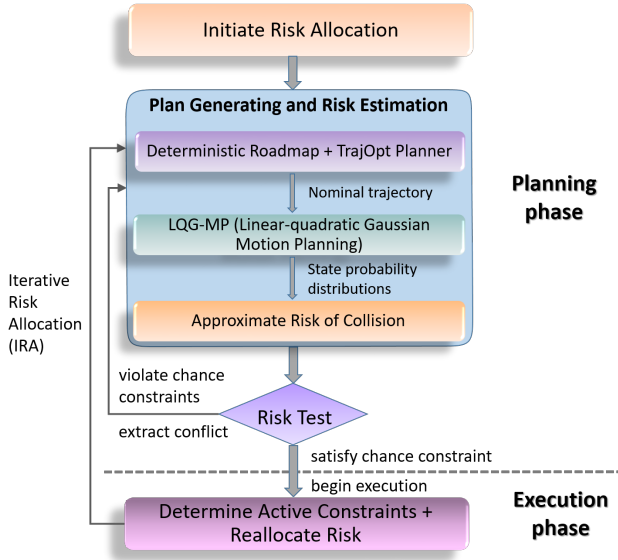 Initiate Risk Allocation
Plan Generating and Risk Estimation
Deterministic Roadmap + TrajOpt Planner
Nominal trajectory
LQG-MP (Linear-quadratic Gaussian
Motion Planning)
State probability
distributions
Approximate Risk of Collision
Planning
phase
Iterative
Risk
Allocation
(IRA)
violate chance
constraints
extract conflict
Risk Test
satisfy chance constraint
begin execution
Determine Active Constraints +
Reallocate Risk
Execution
phase